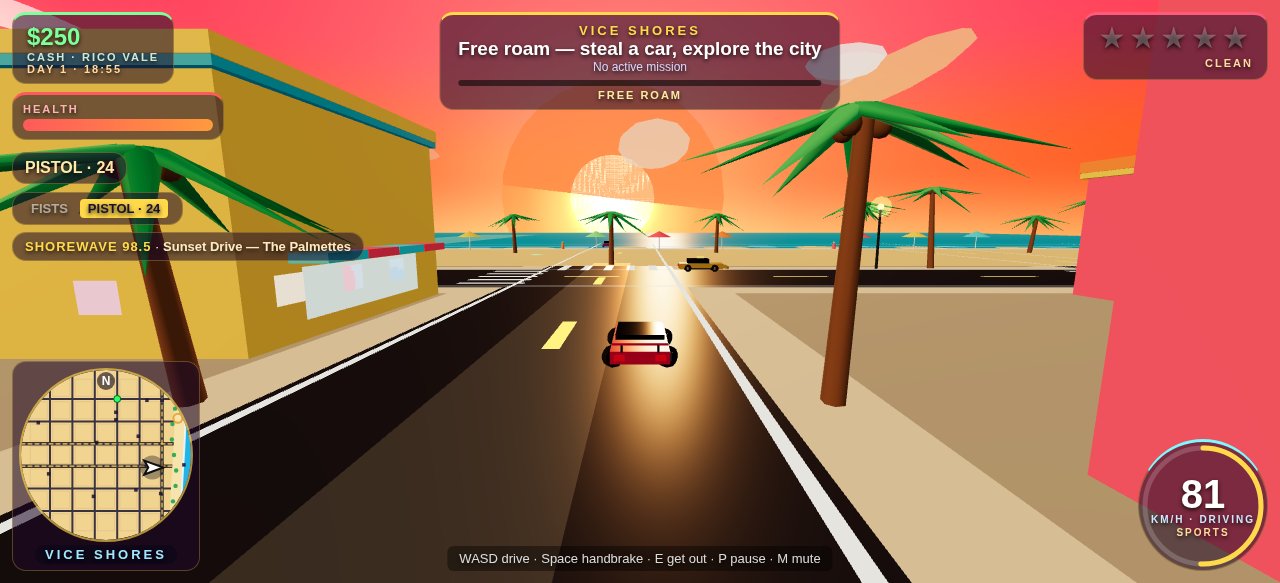 $250
CASH · RICO VALE
DAY 1 · 18:55
HEALTH
PISTOL · 24
FISTS PISTOL · 24
SHOREWAVE 98.5 · Sunset Drive — The Palmettes
VICE SHORES
Free roam — steal a car, explore the city
No active mission
FREE ROAM
★★★★★
CLEAN
N
VICE SHORES
WASD drive · Space handbrake · E get out · P pause · M mute
81
KM/H · DRIVING
SPORTS